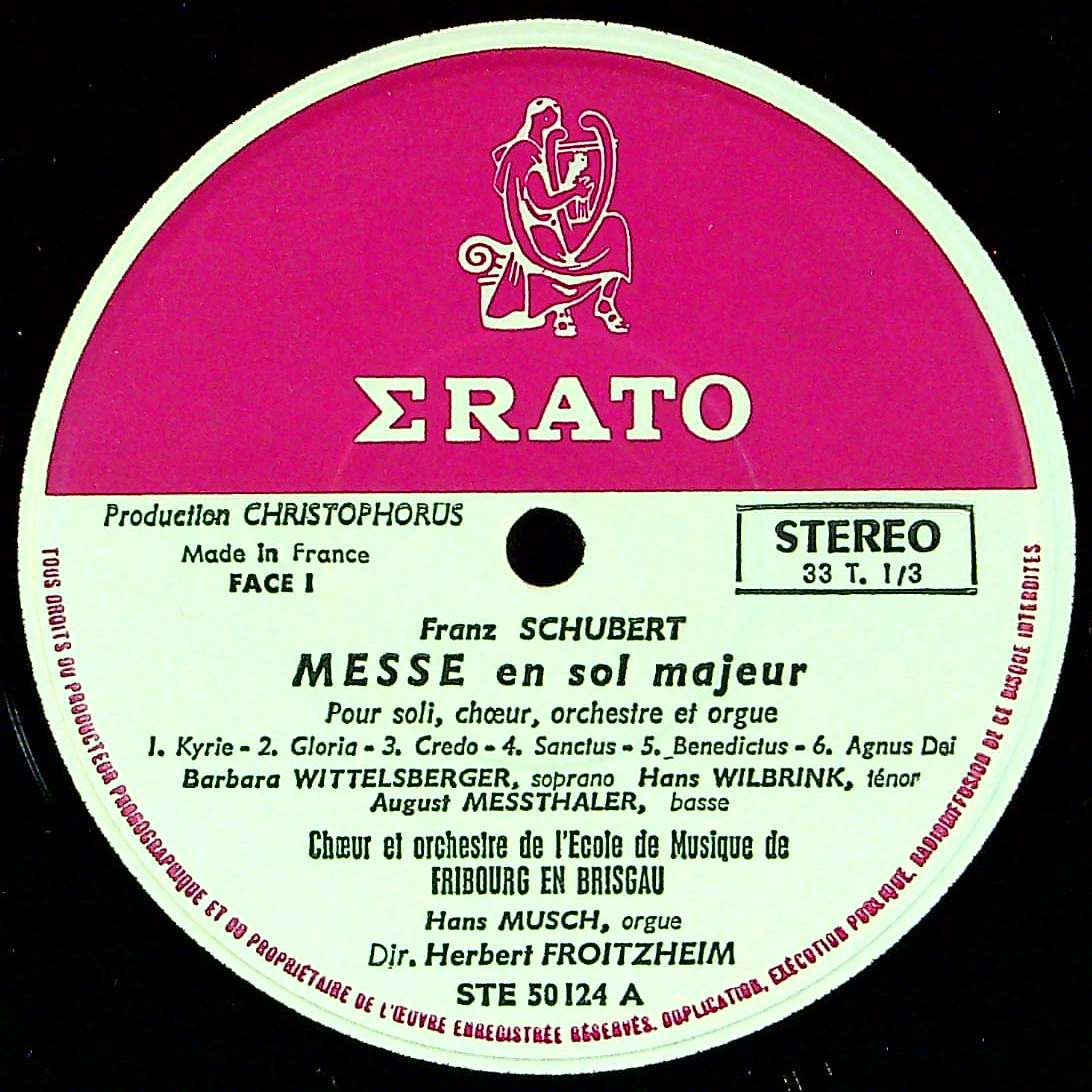 ΣRATO
Production CHRISTOPHORUS
Made In France
FACE 1
STEREO
33 T. 1/3
Franz SCHUBERT
MESSE en sol majeur
Pour soli, chœur, orchestre et orgue
1. Kyrie - 2. Gloria - 3. Credo - 4. Sanctus - 5. Benedictus - 6. Agnus Dei
Barbara WITTELSBERGER, soprano Hans WILBRINK, ténor
August MESSTHALER, basse
Chœur et orchestre de l'Ecole de Musique de
FRIBOURG EN BRISGAU
Hans MUSCH, orgue
Dir. Herbert FROITZHEIM
STE 50124 A
TOUS DROITS DU PRODUCTEUR PHONOGRAPHIQUE ET DU PROPRIÉTAIRE DE L'ŒUVRE ENREGISTRÉE RÉSERVÉS. DUPLICATION, EXÉCUTION PUBLIQUE, RADIODIFFUSION DE CE DISQUE INTERDITES